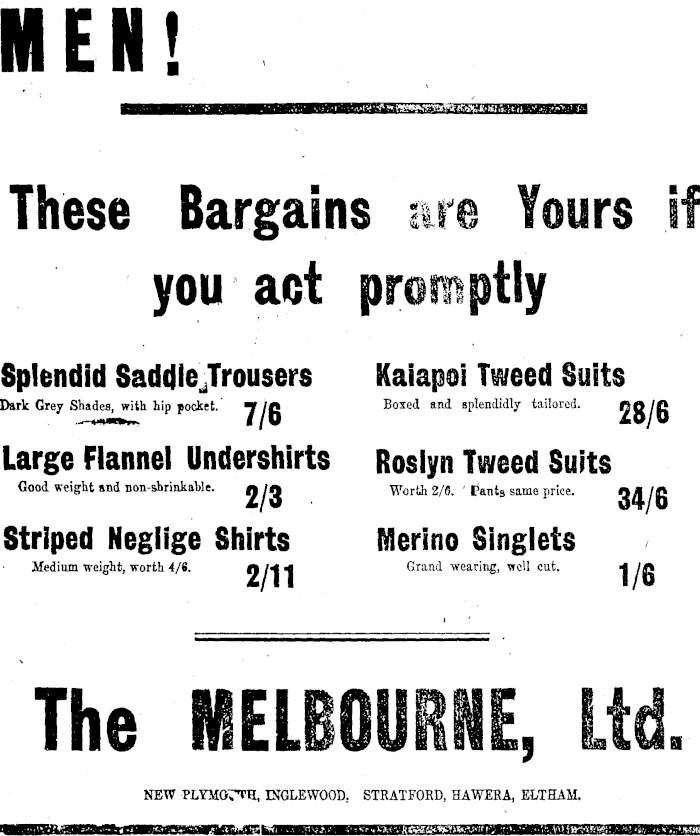 MEN!
These Bargains are Yours if
you act promptly
Splendid Saddle Trousers
Dark Grey Shades, with hip pocket. 7/6
Large Flannel Undershirts
Good weight and non-shrinkable. 2/3
Striped Neglige Shirts
Medium weight, worth 4/6. 2/11
Kaiapoi Tweed Suits
Boxed and splendidly tailored. 28/6
Roslyn Tweed Suits
Worth 2/6. Pants same price. 34/6
Merino Singlets
Grand wearing, well cut. 1/6
The MELBOURNE, Ltd.
NEW PLYMOUTH, INGLEWOOD, STRATFORD, HAWERA, ELTHAM.